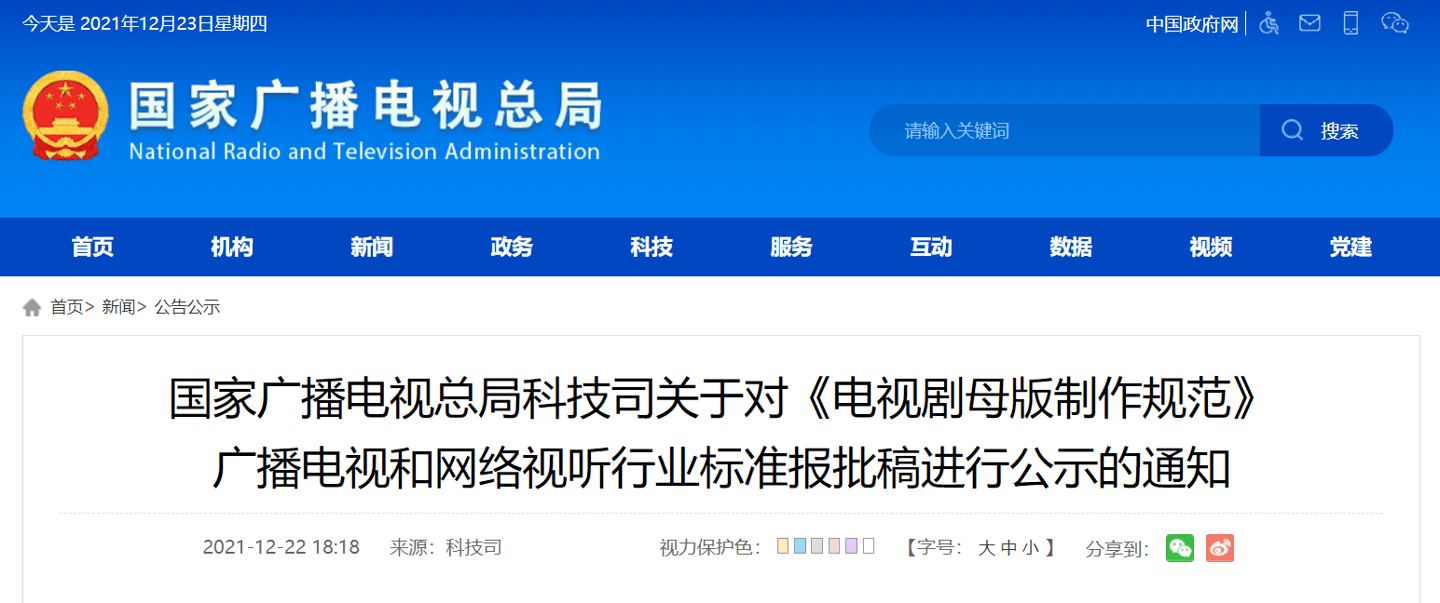 今天是 2021年12月23日星期四
中国政府网
国家广播电视总局
National Radio and Television Administration
请输入关键词
搜索
首页 机构 新闻 政务 科技 服务 互动 数据 视频 党建
首页> 新闻> 公告公示
国家广播电视总局科技司关于对《电视剧母版制作规范》
广播电视和网络视听行业标准报批稿进行公示的通知
2021-12-22 18:18 来源：科技司 视力保护色： 【字号： 大 中 小 】 分享到：